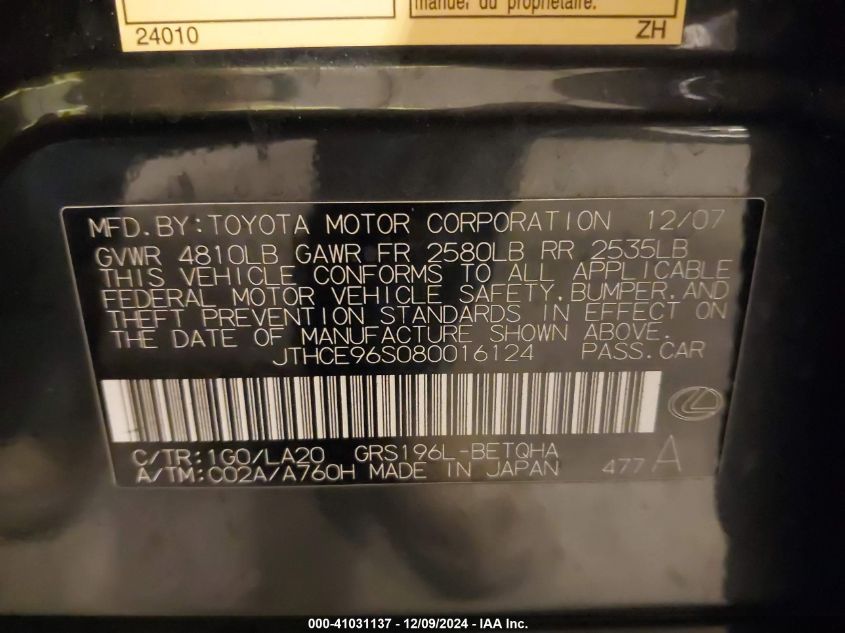 manuel du propriétaire.
24010 ZH
MFD.BY:TOYOTA MOTOR CORPORATION 12/07
GVWR 4810LB GAWR FR 2580LB RR 2535LB
THIS VEHICLE CONFORMS TO ALL APPLICABLE
FEDERAL MOTOR VEHICLE SAFETY,BUMPER,AND
THEFT PREVENTION STANDARDS IN EFFECT ON
THE DATE OF MANUFACTURE SHOWN ABOVE.
JTHCE96S080016124 PASS.CAR
C/TR:1G0/LA20 GRS196L-BETQHA
A/TM:C02A/A760H MADE IN JAPAN 477A
000-41031137 - 12/09/2024 - IAA Inc.